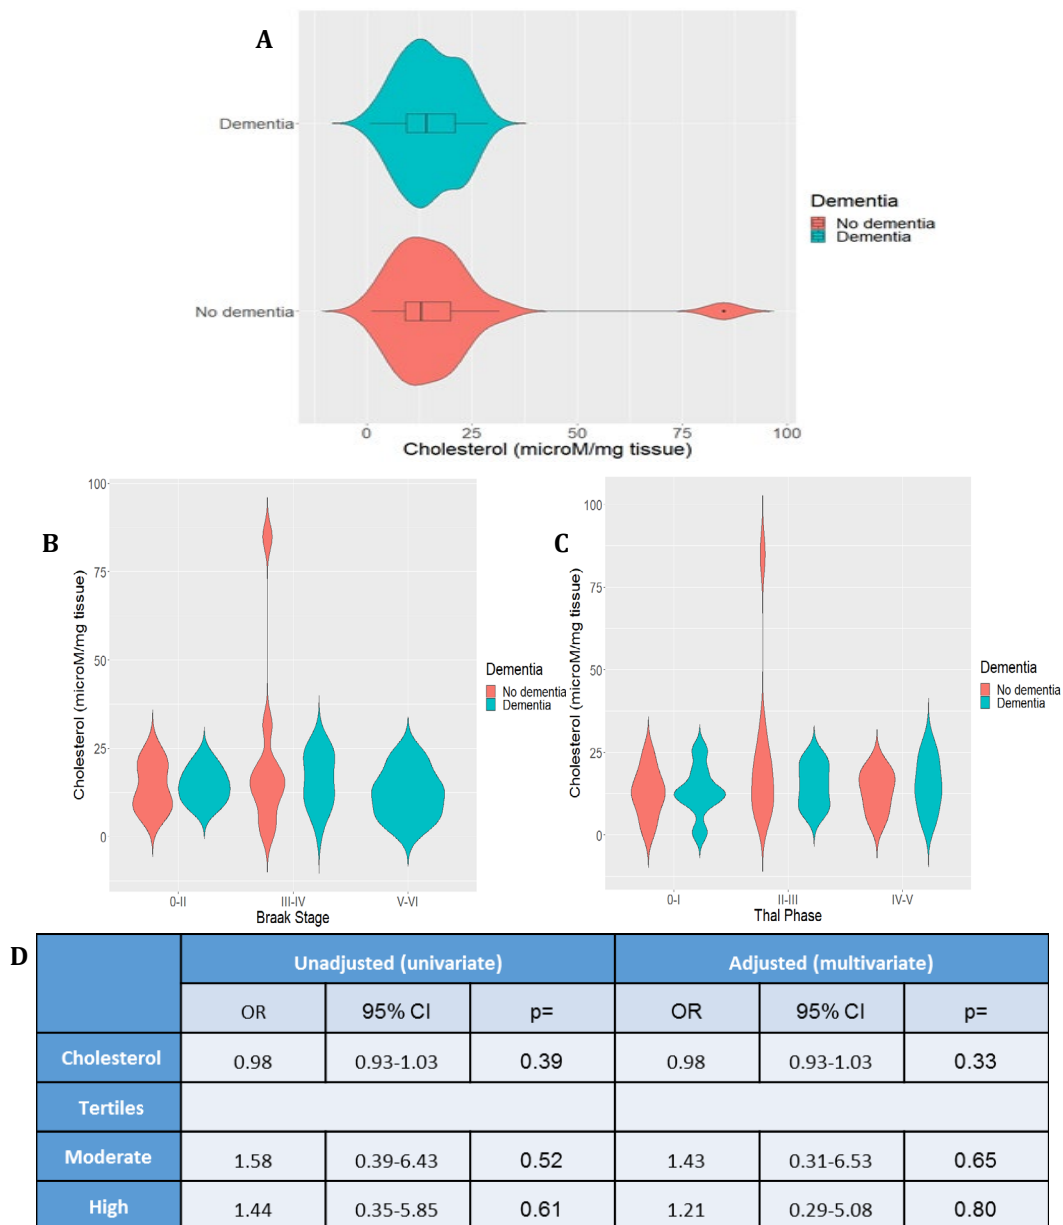 A
Dementia
No dementia
0 25 50 75 100
Cholesterol (microM/mg tissue)
Dementia
No dementia
Dementia
B
Cholesterol (microM/mg tissue)
100
75
50
25
0
0-II III-IV V-VI
Braak Stage
Dementia
No dementia
Dementia
C
Cholesterol (microM/mg tissue)
100
75
50
25
0
0-I II-III IV-V
Thal Phase
Dementia
No dementia
Dementia
D
Unadjusted (univariate) Adjusted (multivariate)
OR 95% CI p= OR 95% CI p=
Cholesterol 0.98 0.93-1.03 0.39 0.98 0.93-1.03 0.33
Tertiles
Moderate 1.58 0.39-6.43 0.52 1.43 0.31-6.53 0.65
High 1.44 0.35-5.85 0.61 1.21 0.29-5.08 0.80